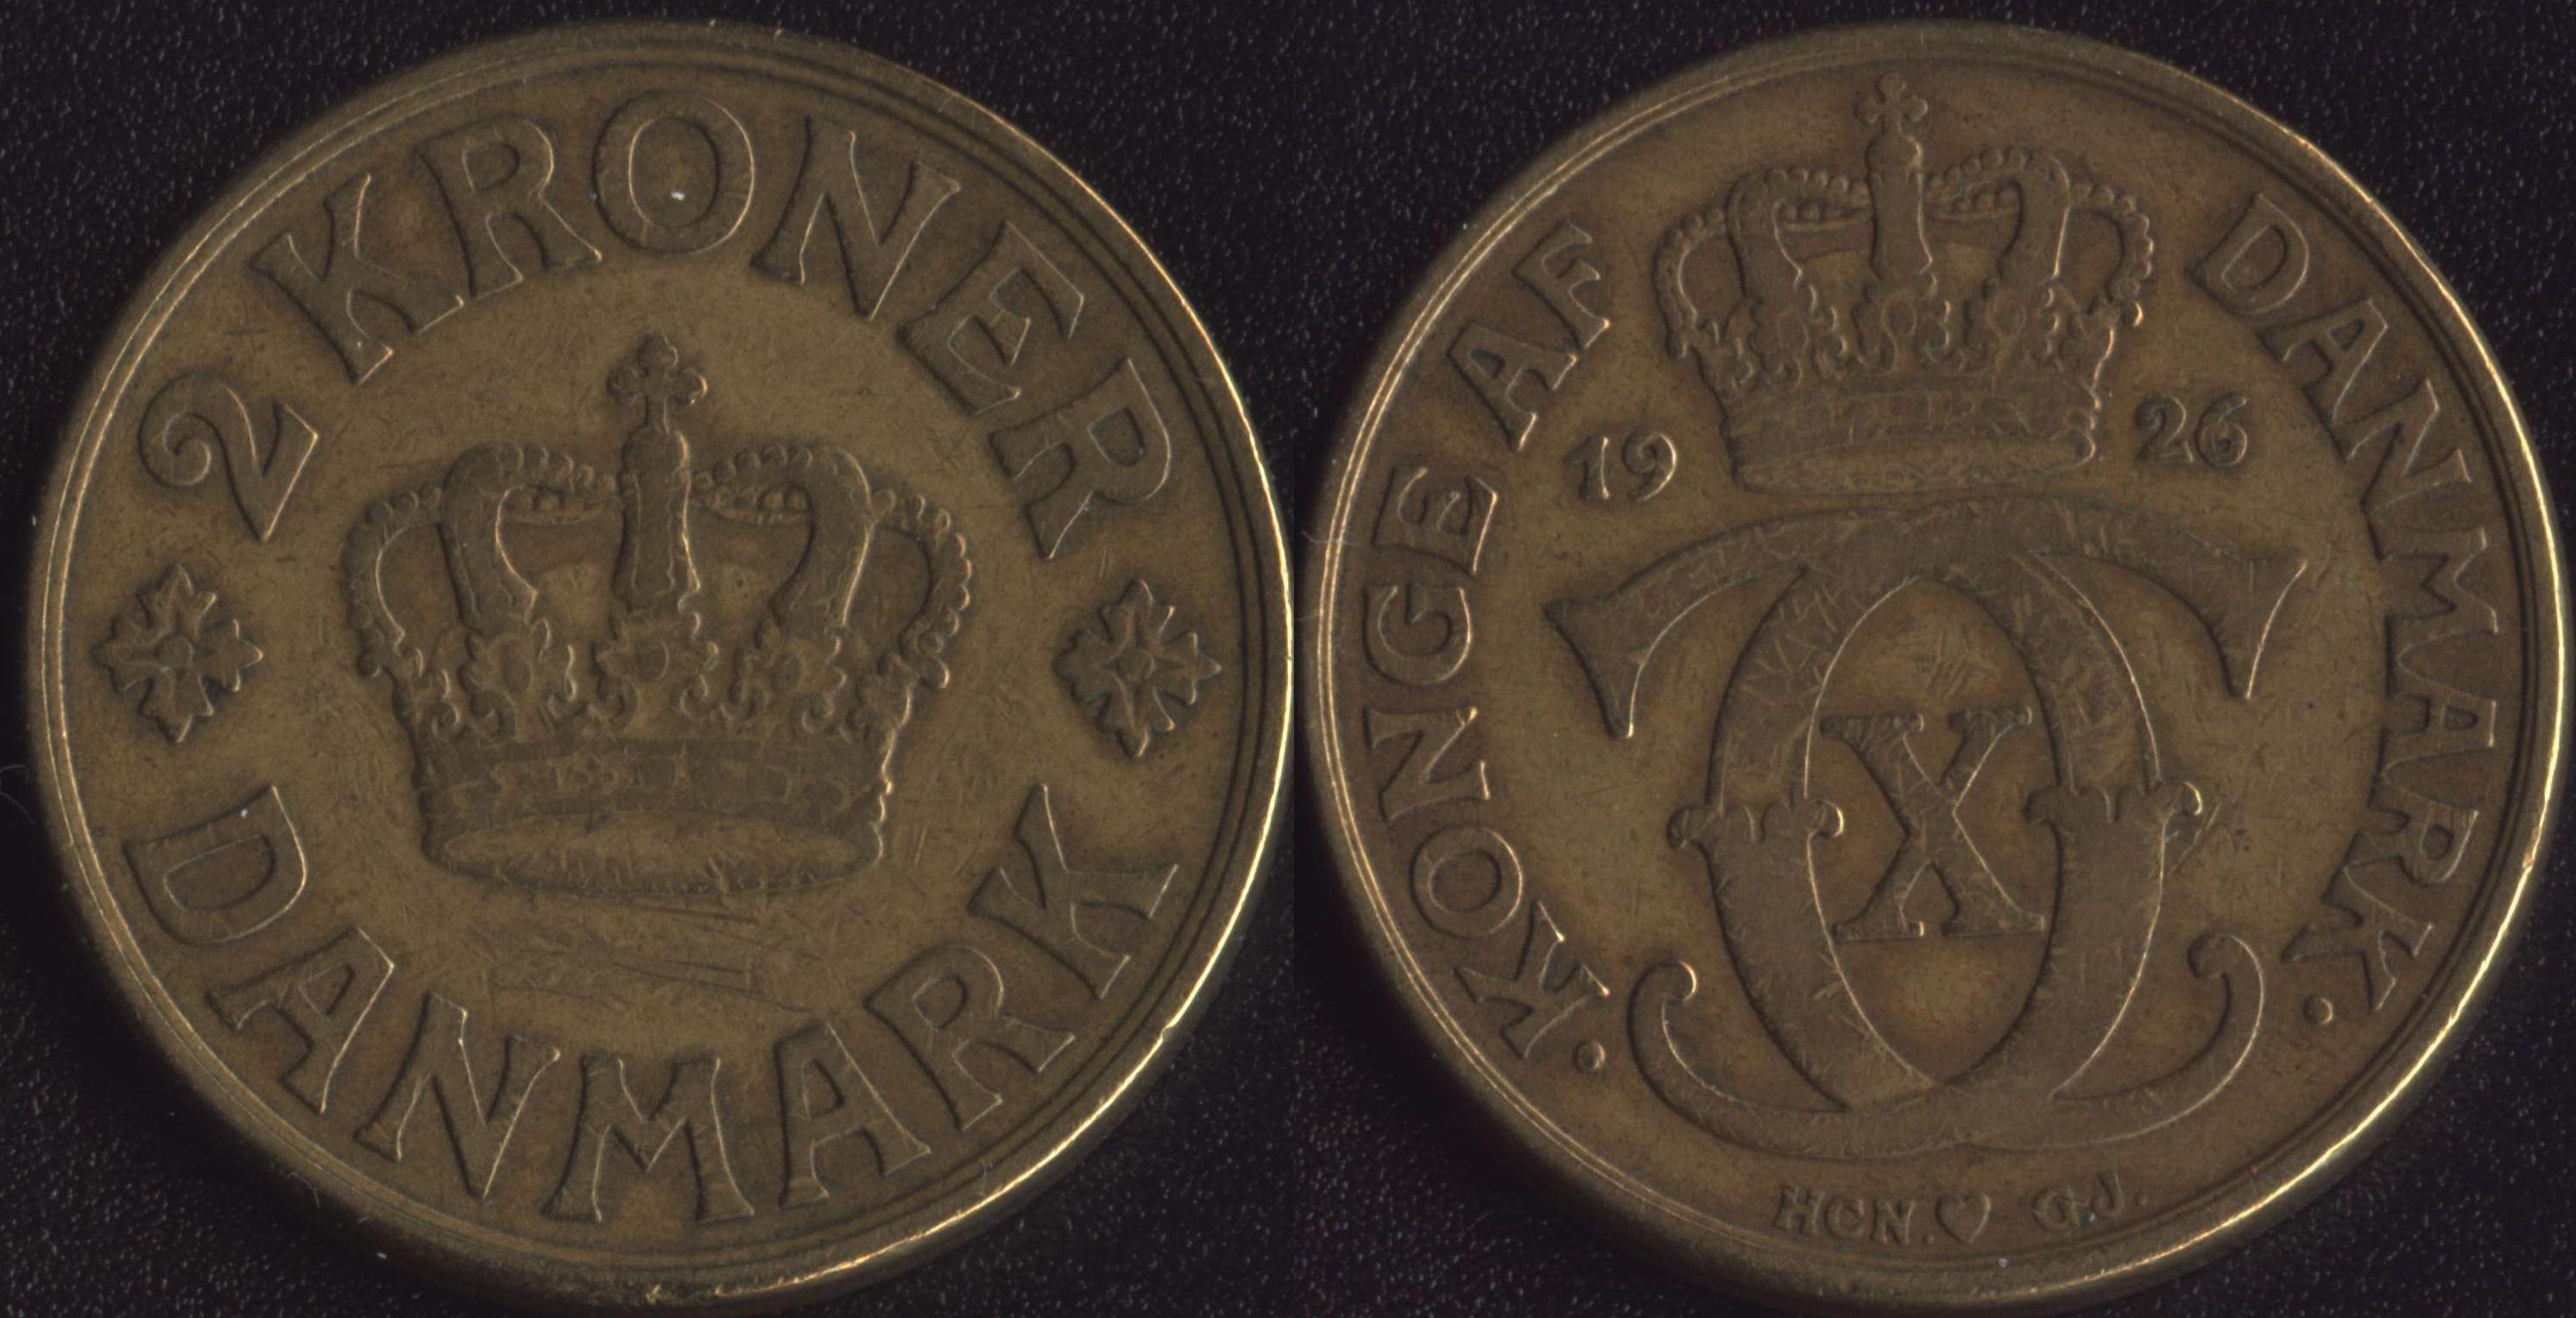 2 KRONER
DANMARK
KONGE AF DANMARK
19 26
X
HCN. ♡ GJ.